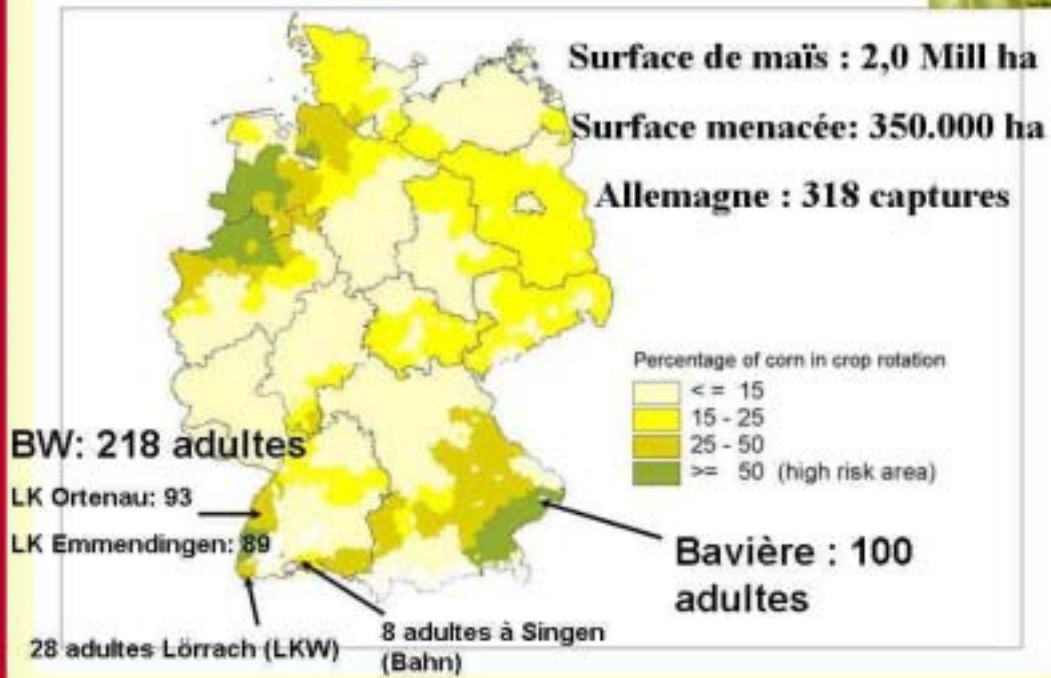 Surface de maïs : 2,0 Mill ha
Surface menacée: 350.000 ha
Allemagne : 318 captures
Percentage of corn in crop rotation
< = 15
15 - 25
25 - 50
>= 50 (high risk area)
BW: 218 adultes
LK Ortenau: 93
LK Emmendingen: 89
Bavière : 100
adultes
28 adultes Lörrach (LKW)
8 adultes à Singen
(Bahn)